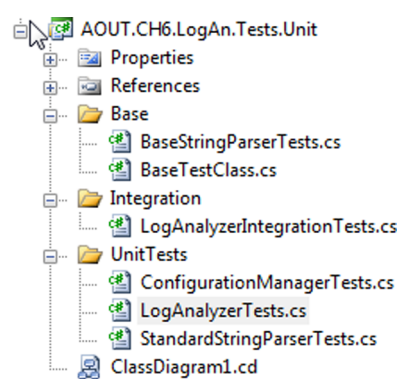 AOUT.CH6.LogAn.Tests.Unit
Properties
References
Base
BaseStringParserTests.cs
BaseTestClass.cs
Integration
LogAnalyzerIntegrationTests.cs
UnitTests
ConfigurationManagerTests.cs
LogAnalyzerTests.cs
StandardStringParserTests.cs
ClassDiagram1.cd